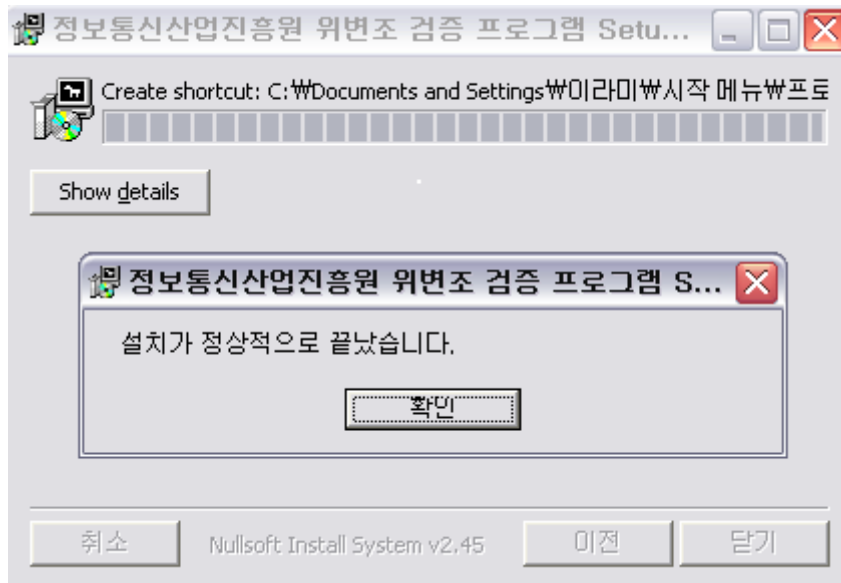 정보통신산업진흥원 위변조 검증 프로그램 Setu...
Create shortcut: C:₩Documents and Settings₩이라미₩시작 메뉴₩프로
Show details
정보통신산업진흥원 위변조 검증 프로그램 S...
설치가 정상적으로 끝났습니다.
확인
취소
Nullsoft Install System v2.45
이전
닫기